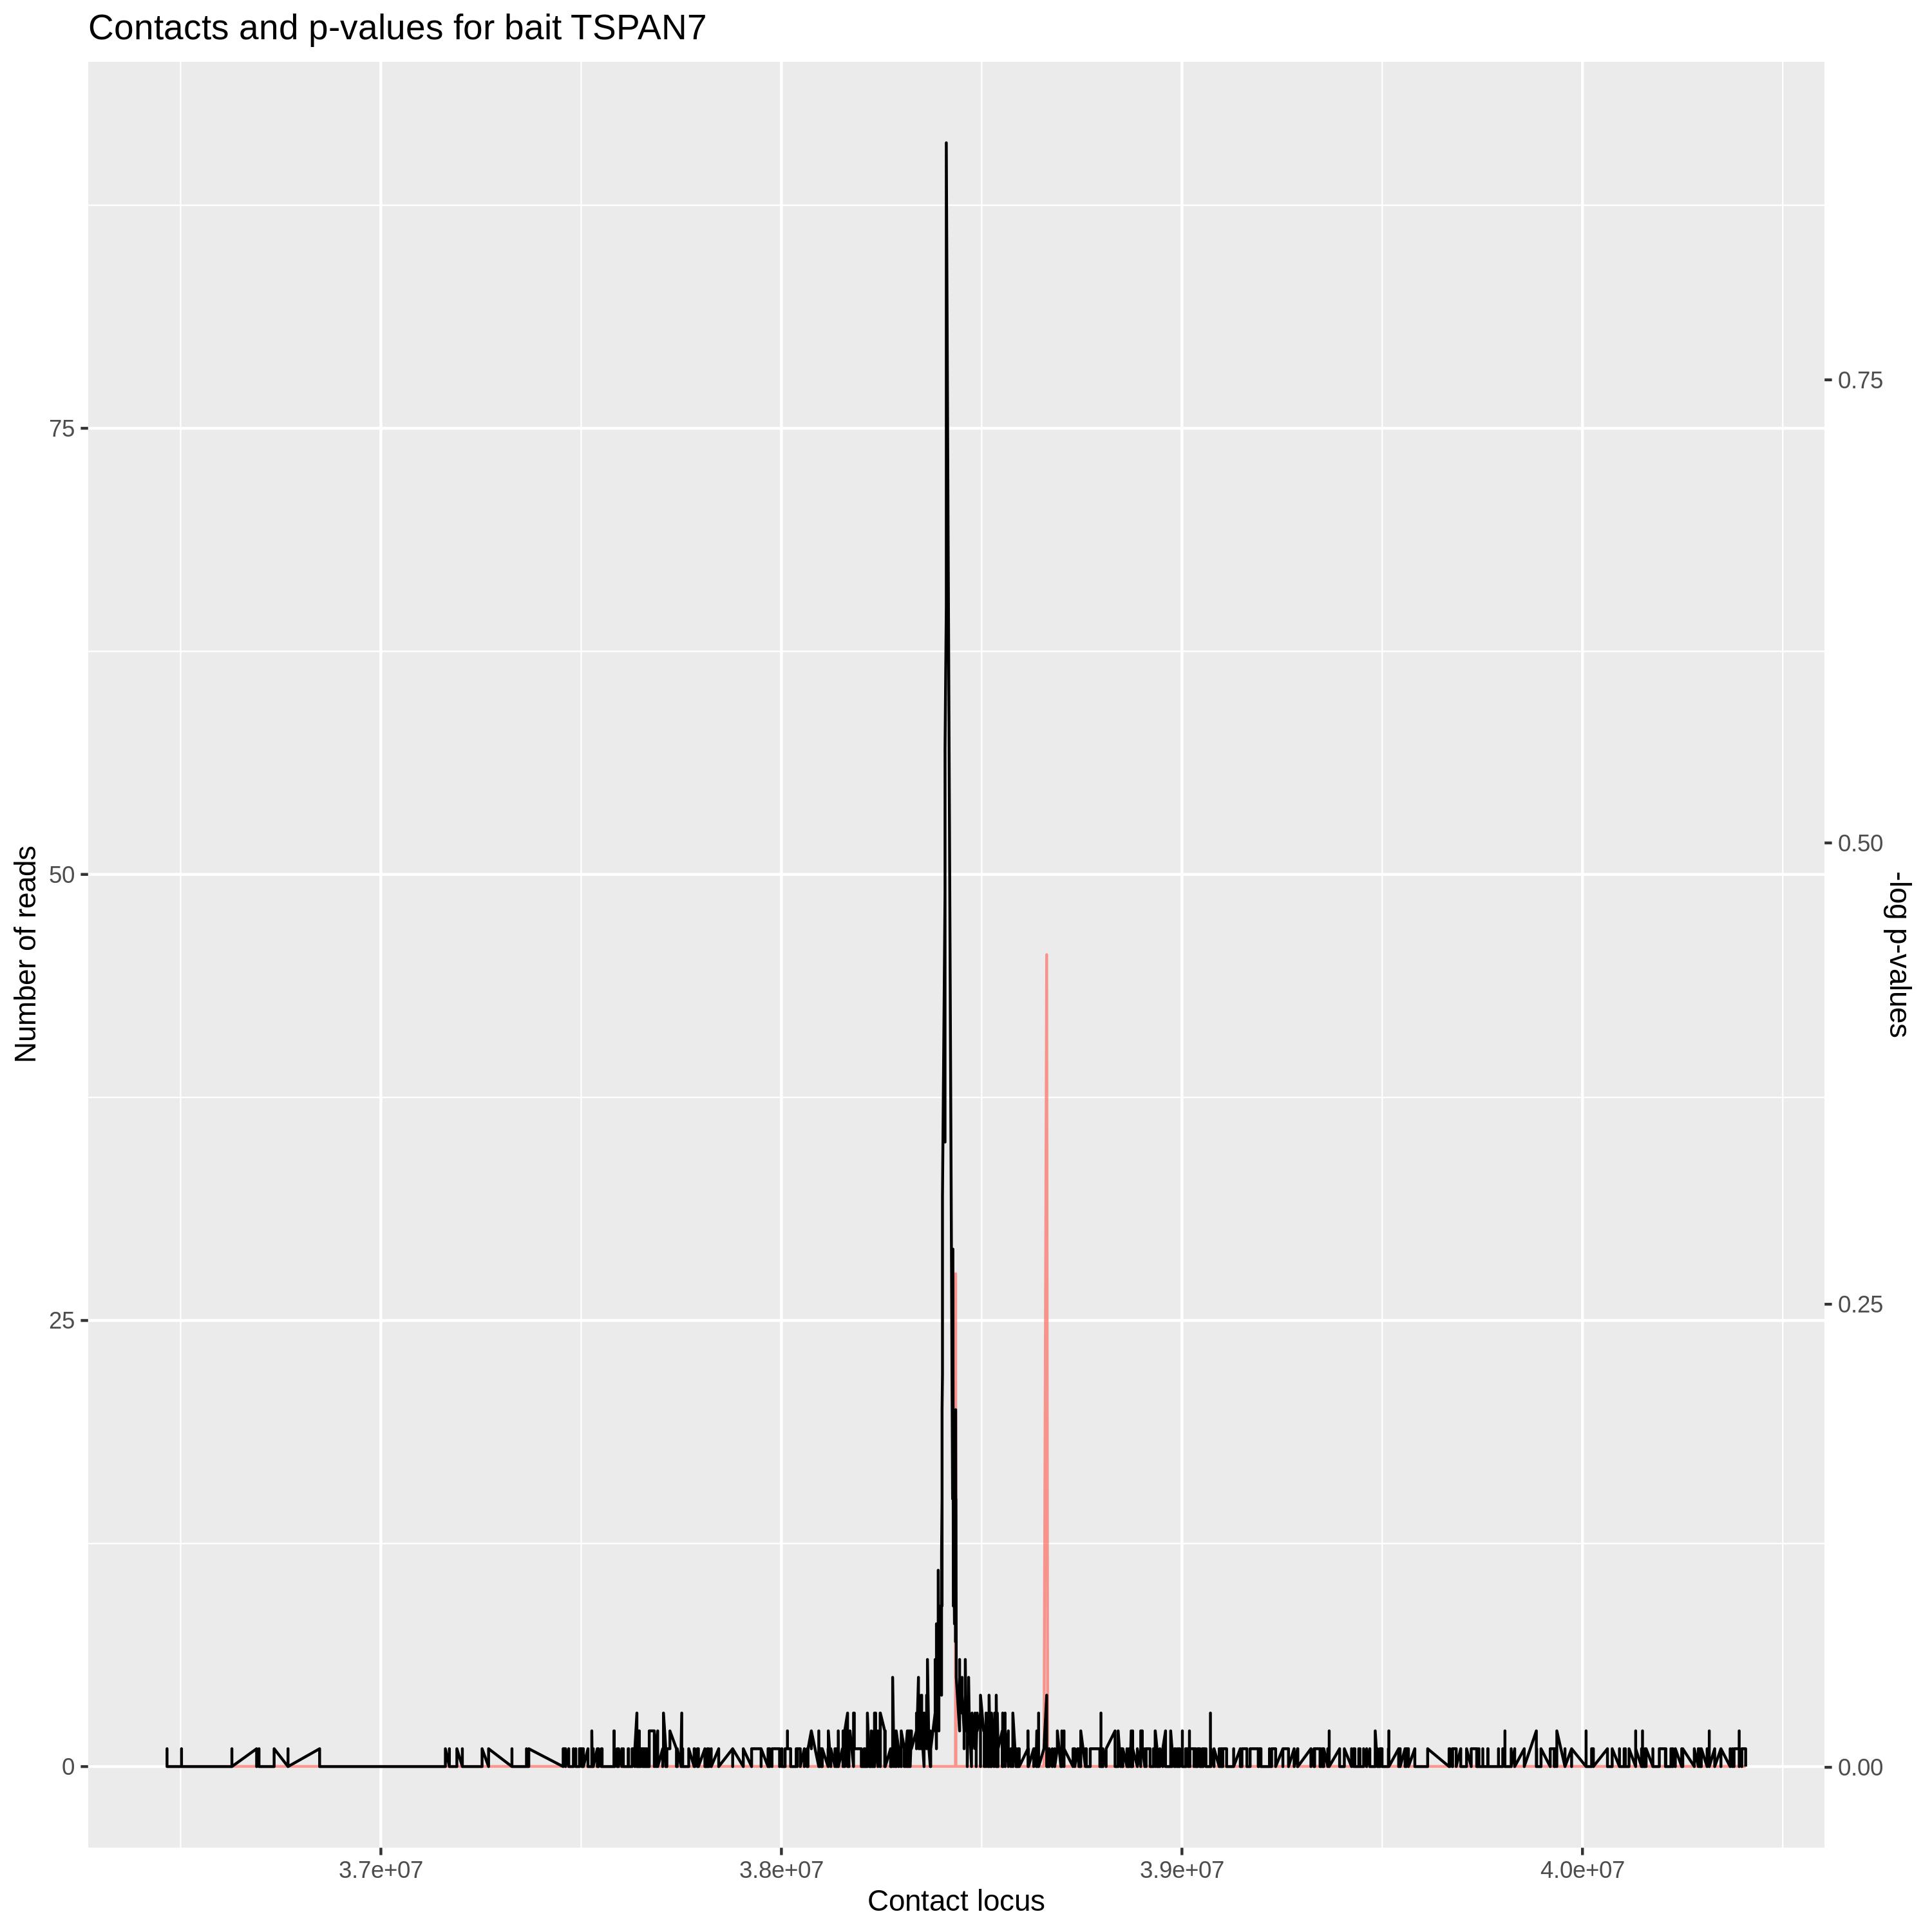 Contacts and p-values for bait TSPAN7
Number of reads
75
50
25
0
0.75
0.50
0.25
0.00
-log p-values
3.7e+07 3.8e+07 3.9e+07 4.0e+07
Contact locus